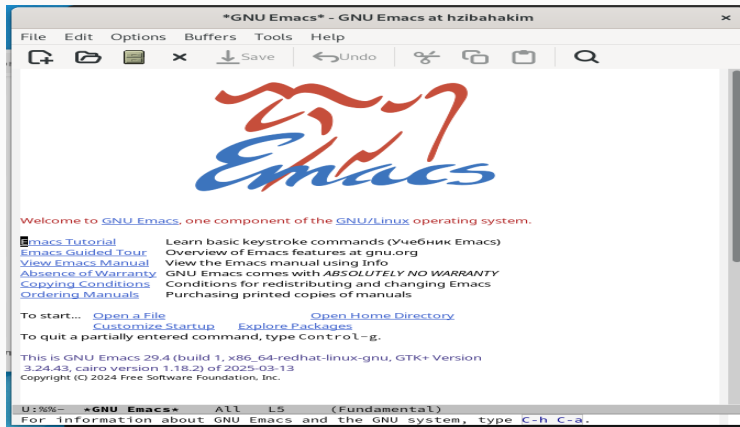 *GNU Emacs* - GNU Emacs at hzibahakim
File Edit Options Buffers Tools Help
Save Undo
Emacs
Welcome to GNU Emacs, one component of the GNU/Linux operating system.
Emacs Tutorial Learn basic keystroke commands (Учебник Emacs)
Emacs Guided Tour Overview of Emacs features at gnu.org
View Emacs Manual View the Emacs manual using Info
Absence of Warranty GNU Emacs comes with ABSOLUTELY NO WARRANTY
Copying Conditions Conditions for redistributing and changing Emacs
Ordering Manuals Purchasing printed copies of manuals
To start... Open a File Open Home Directory
Customize Startup Explore Packages
To quit a partially entered command, type Control-g.
This is GNU Emacs 29.4 (build 1, x86_64-redhat-linux-gnu, GTK+ Version
3.24.43, cairo version 1.18.2) of 2025-03-13
Copyright (C) 2024 Free Software Foundation, Inc.
U:%%- *GNU Emacs* All L5 (Fundamental)
For information about GNU Emacs and the GNU system, type C-h C-a.